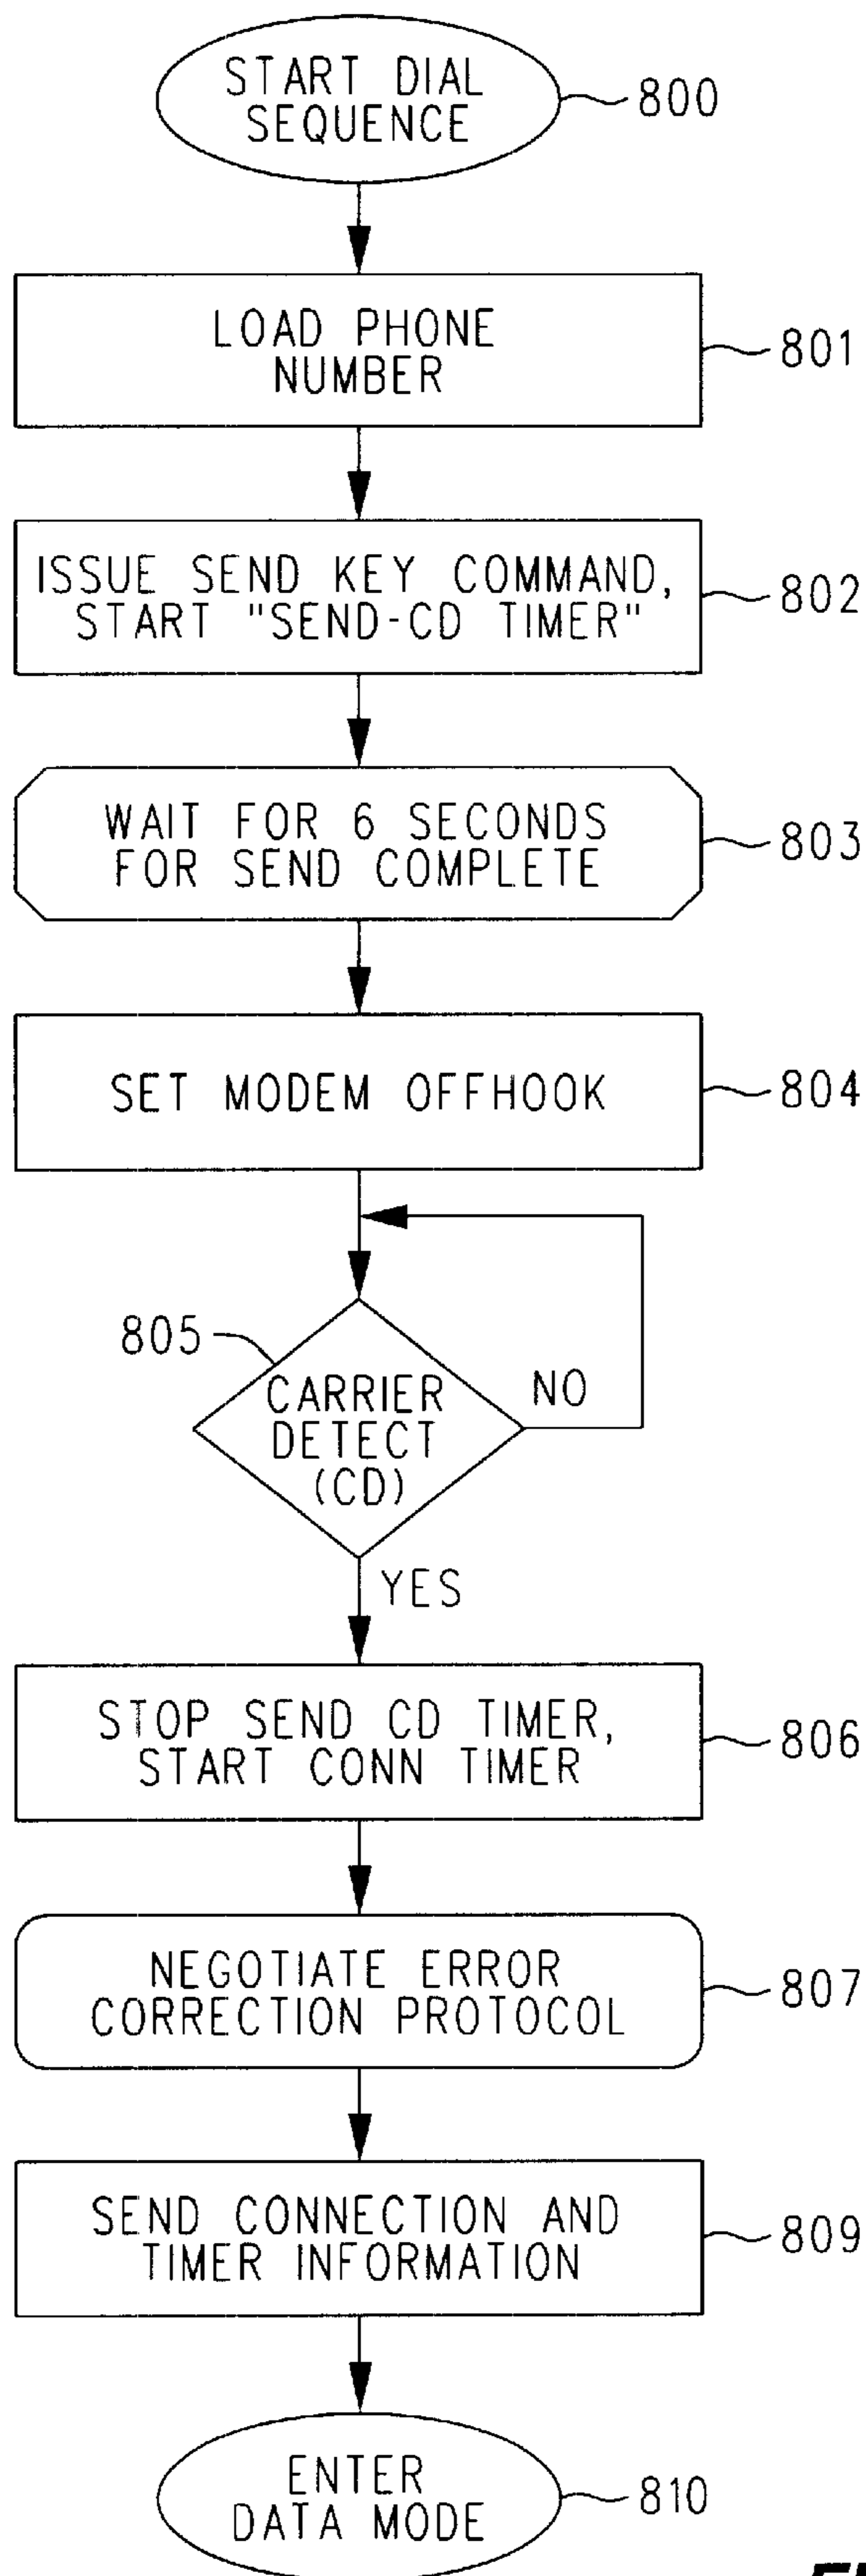 START DIAL
SEQUENCE
800
LOAD PHONE
NUMBER
801
ISSUE SEND KEY COMMAND,
START "SEND-CD TIMER"
802
WAIT FOR 6 SECONDS
FOR SEND COMPLETE
803
SET MODEM OFFHOOK
804
805
CARRIER
DETECT
(CD)
NO
YES
STOP SEND CD TIMER,
START CONN TIMER
806
NEGOTIATE ERROR
CORRECTION PROTOCOL
807
SEND CONNECTION AND
TIMER INFORMATION
809
ENTER
DATA MODE
810